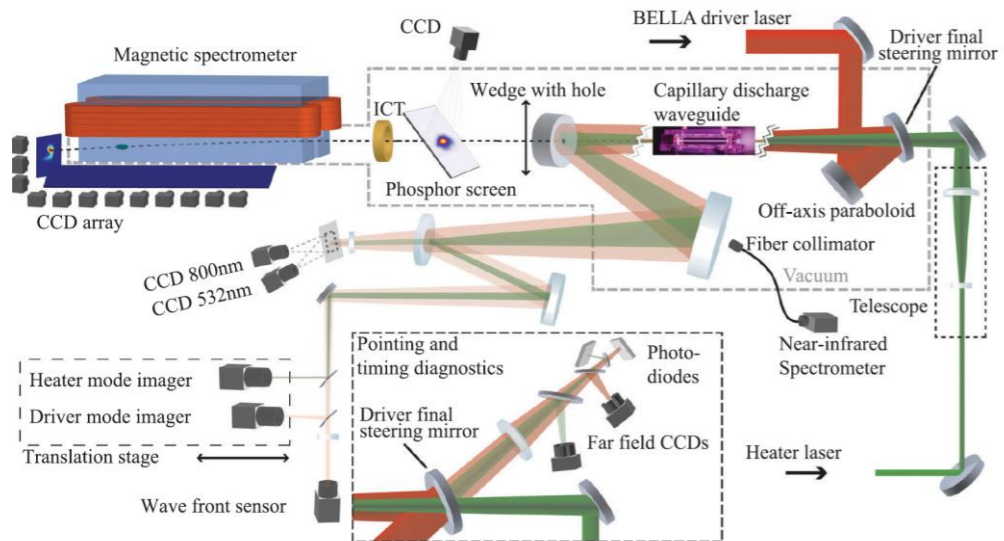 BELLA driver laser
CCD
Driver final
steering mirror
Magnetic spectrometer
ICT
Wedge with hole
Capillary discharge
waveguide
Phosphor screen
CCD array
Off-axis paraboloid
Fiber collimator
Vacuum
CCD 800nm
CCD 532nm
Telescope
Near-infrared
Spectrometer
Pointing and
timing diagnostics
Photo-
diodes
Heater mode imager
Driver mode imager
Driver final
steering mirror
Far field CCDs
Translation stage
Heater laser
Wave front sensor